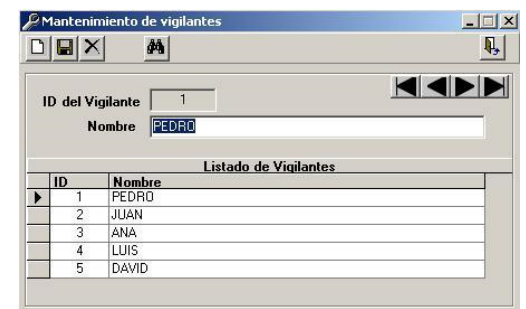 Mantenimiento de vigilantes
ID del Vigilante 1
Nombre PEDRO
Listado de Vigilantes
ID Nombre
1 PEDRO
2 JUAN
3 ANA
4 LUIS
5 DAVID